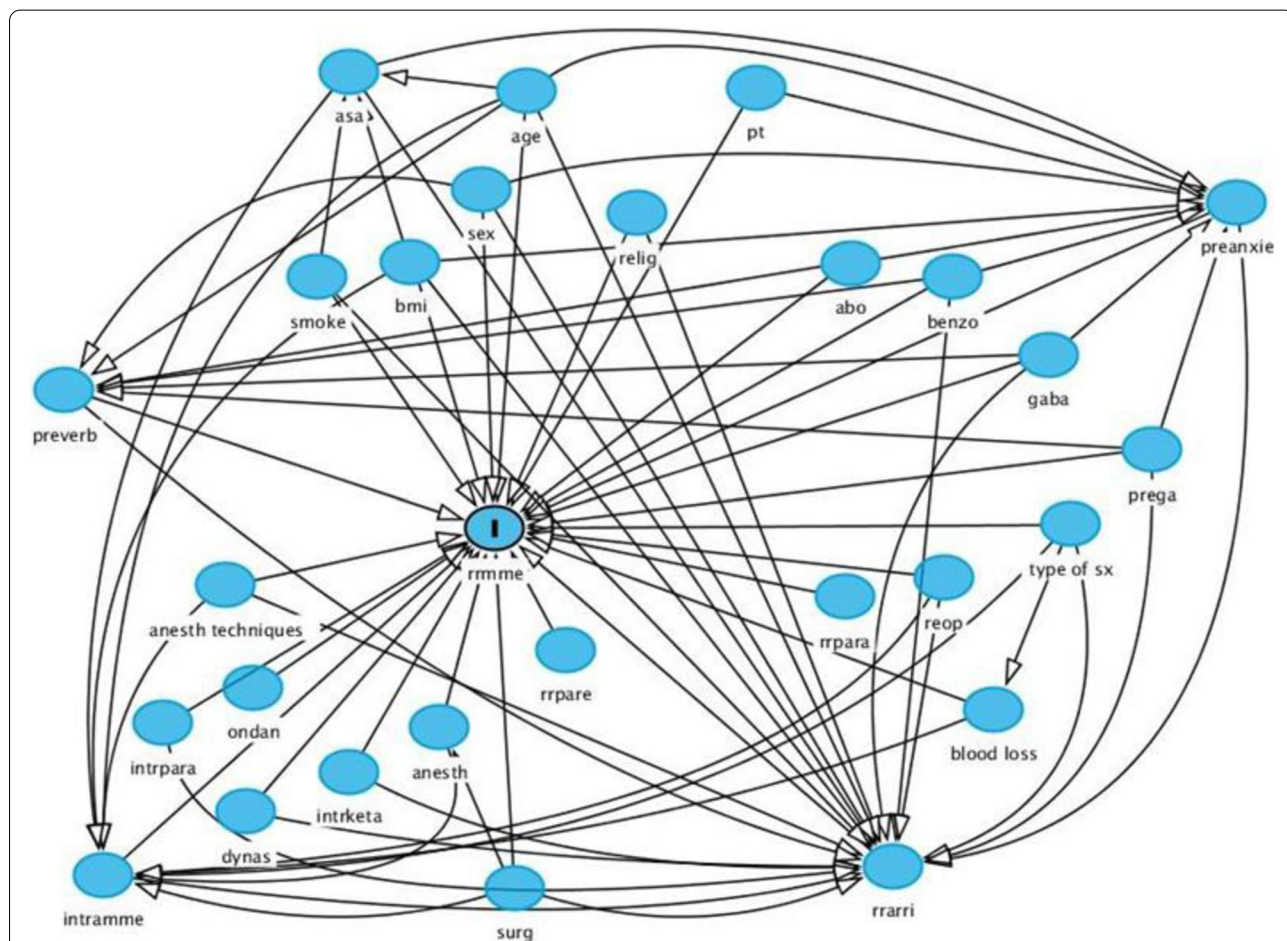 asa
age
pt
sex
relig
preanxie
smoke
bmi
abo
benzo
gaba
preverb
prega
I
rrmme
type of sx
anesth techniques
rrpara
reop
rrpare
ondan
intrpara
anesth
blood loss
intrketa
dynas
intramme
surg
rrarri